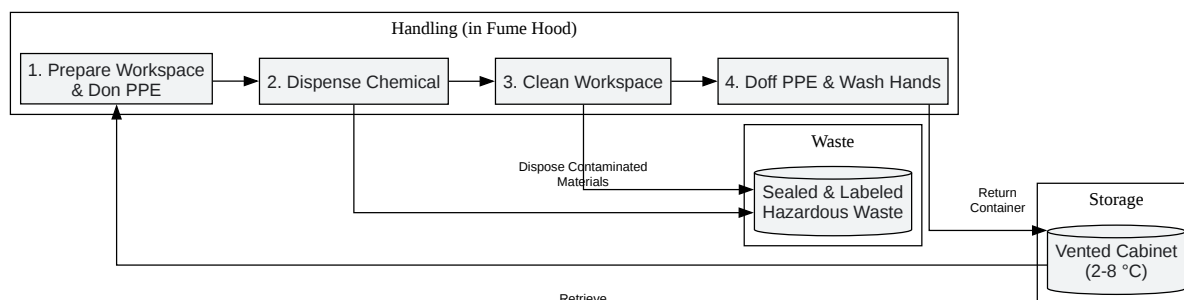 Handling (in Fume Hood)
1. Prepare Workspace
& Don PPE
2. Dispense Chemical
3. Clean Workspace
4. Doff PPE & Wash Hands
Waste
Dispose Contaminated
Materials
Sealed & Labeled
Hazardous Waste
Return
Container
Storage
Vented Cabinet
(2-8 °C)
Retrieve